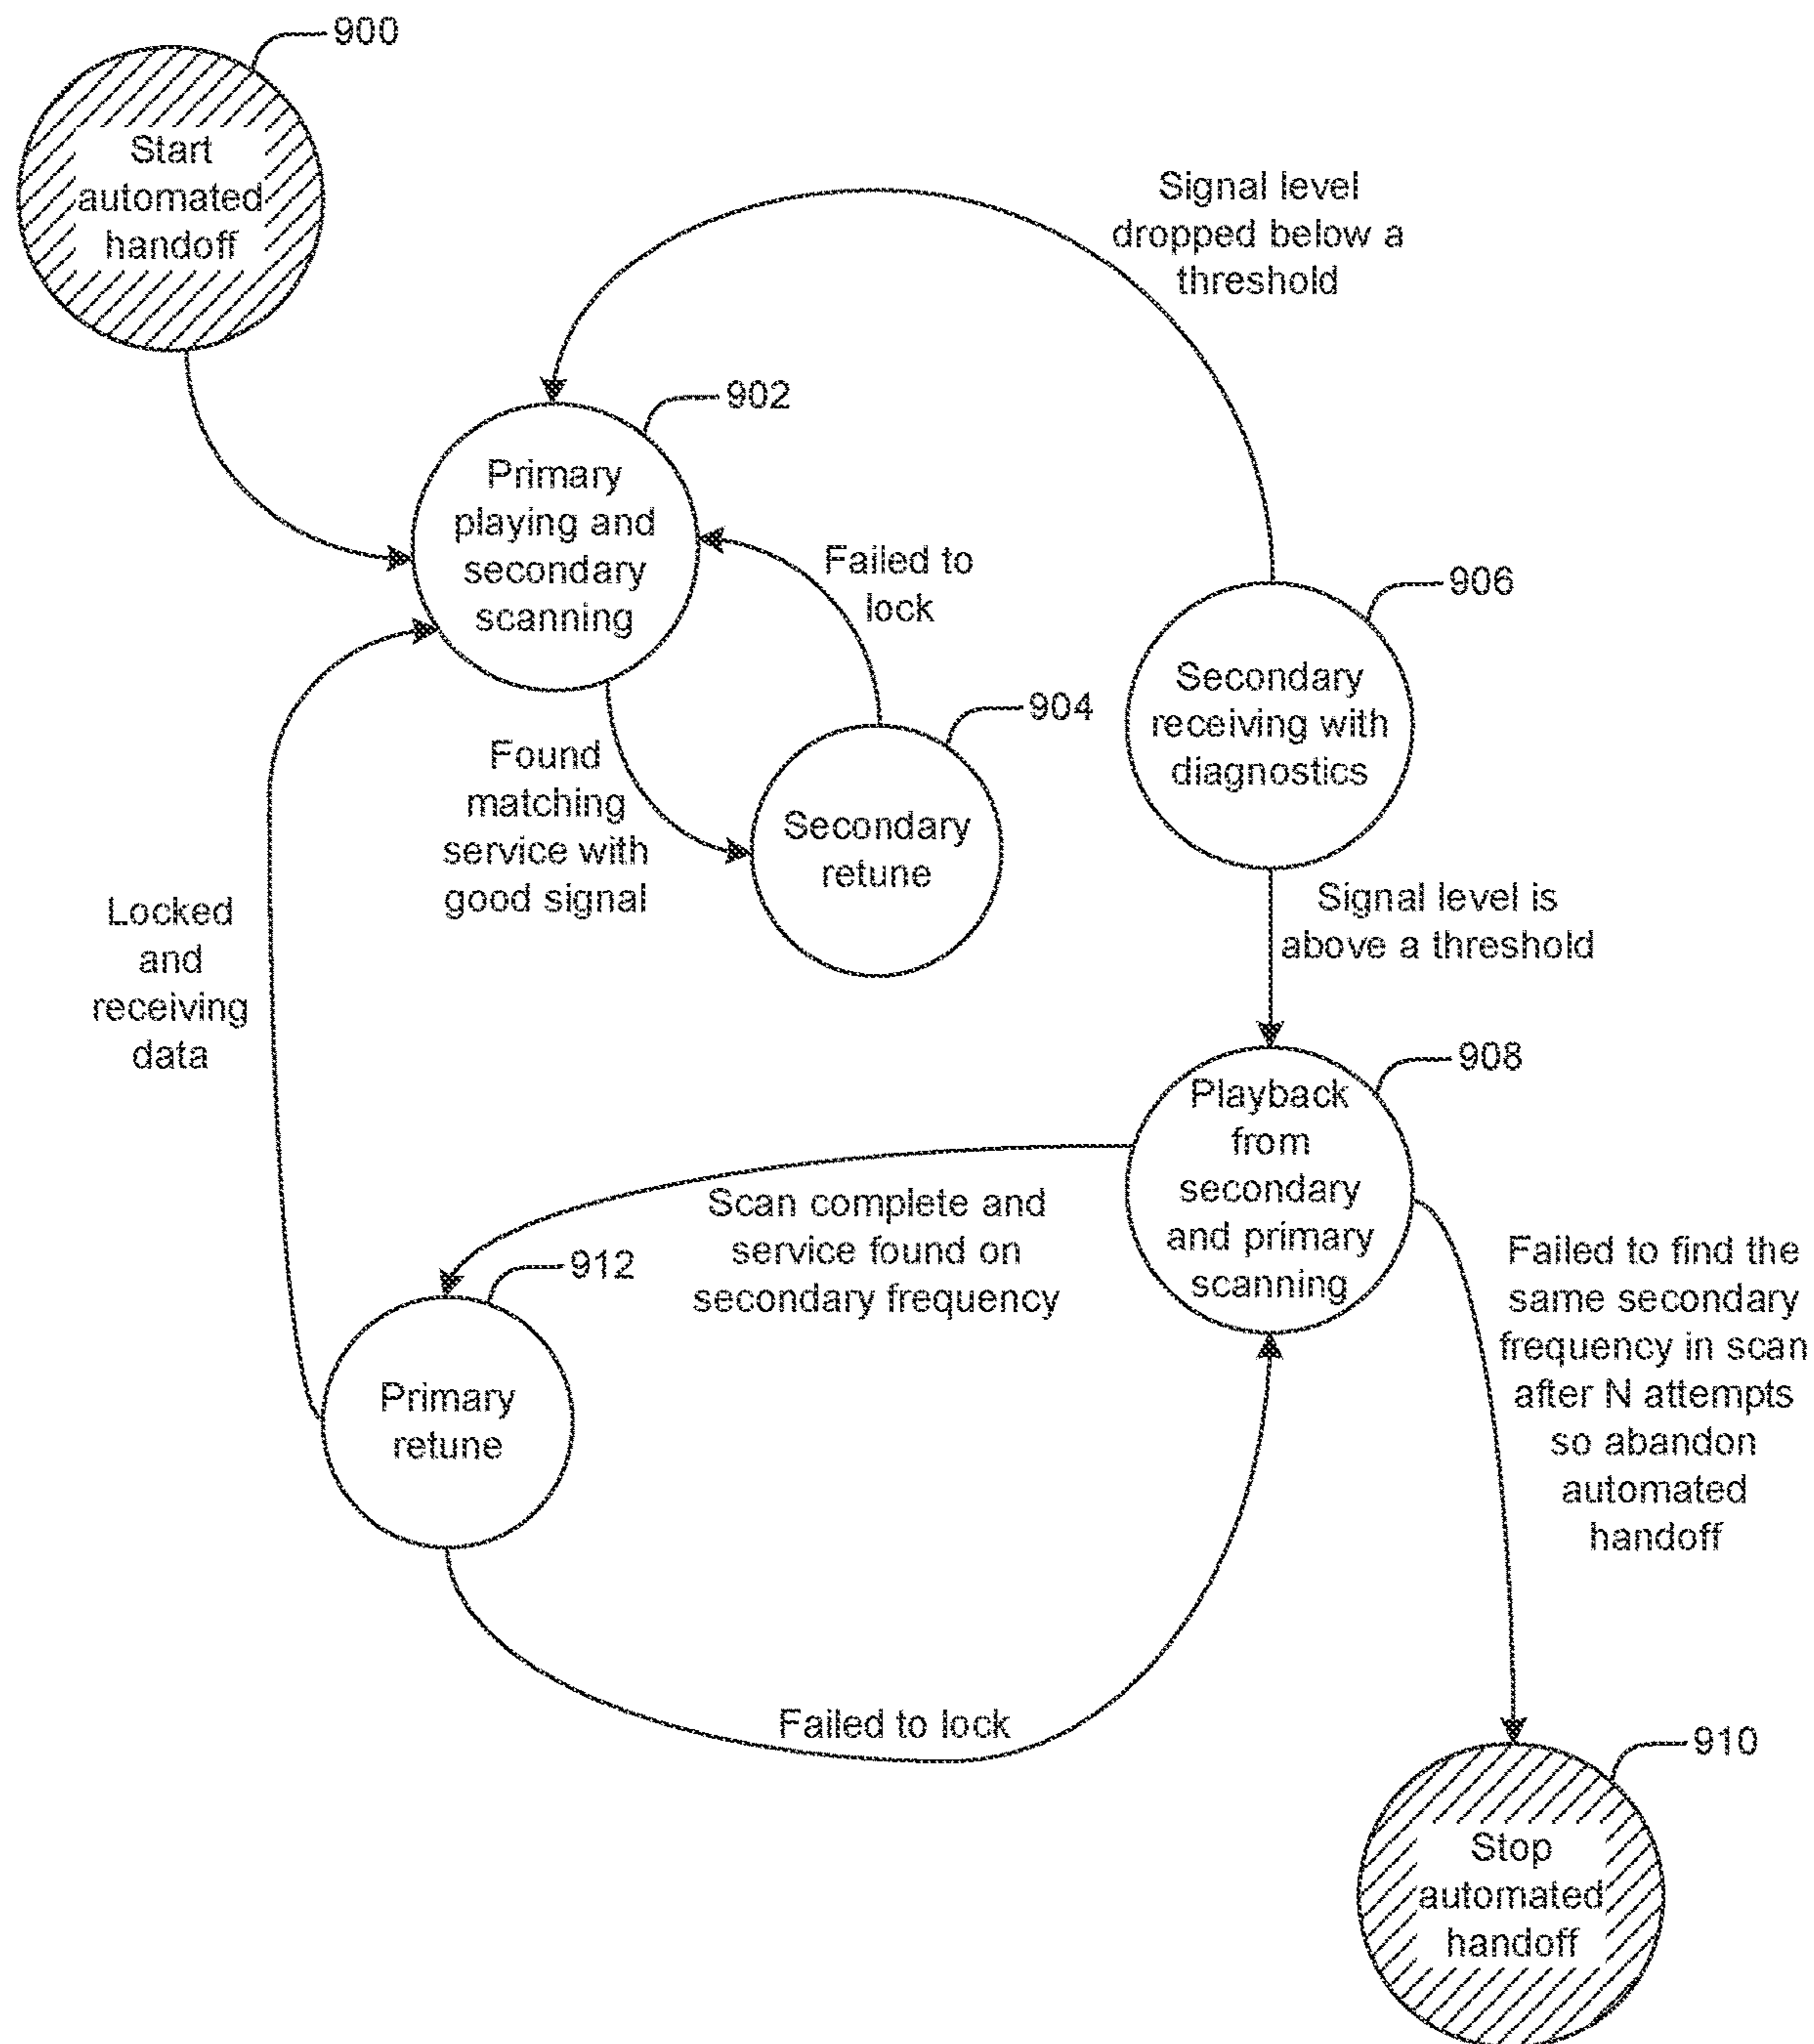 900
Start
automated
handoff
Signal level
dropped below a
threshold
902
Primary
playing and
secondary
scanning
Failed to
lock
906
Secondary
receiving with
diagnostics
904
Secondary
retune
Found
matching
service with
good signal
Locked
and
receiving
data
Signal level is
above a threshold
908
Playback
from
secondary
and primary
scanning
Scan complete and
service found on
secondary frequency
912
Primary
retune
Failed to find the
same secondary
frequency in scan
after N attempts
so abandon
automated
handoff
Failed to lock
910
Stop
automated
handoff